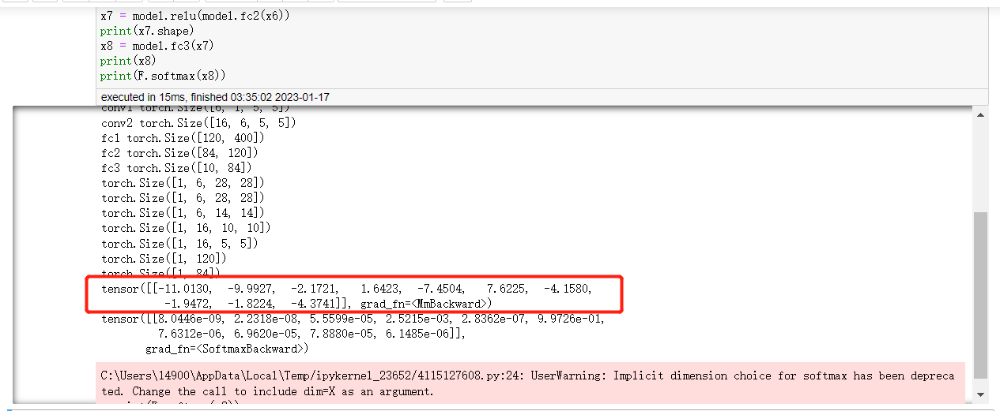 x7 = model.relu(model.fc2(x6))
print(x7.shape)
x8 = model.fc3(x7)
print(x8)
print(F.softmax(x8))
executed in 15ms, finished 03:35:02 2023-01-17
conv1 torch.Size([6, 1, 5, 5])
conv2 torch.Size([16, 6, 5, 5])
fc1 torch.Size([120, 400])
fc2 torch.Size([84, 120])
fc3 torch.Size([10, 84])
torch.Size([1, 6, 28, 28])
torch.Size([1, 6, 28, 28])
torch.Size([1, 6, 14, 14])
torch.Size([1, 16, 10, 10])
torch.Size([1, 16, 5, 5])
torch.Size([1, 120])
torch.Size([1, 84])
tensor([[-11.0130, -9.9927, -2.1721, 1.6423, -7.4504, 7.6225, -4.1580,
-1.9472, -1.8224, -4.3741]], grad_fn=<MmBackward>)
tensor([[8.0446e-09, 2.2318e-08, 5.5599e-05, 2.5215e-03, 2.8362e-07, 9.9726e-01,
7.6312e-06, 6.9620e-05, 7.8880e-05, 6.1485e-06]],
grad_fn=<SoftmaxBackward>)
C:\Users\14900\AppData\Local\Temp/ipykernel_23652/4115127608.py:24: UserWarning: Implicit dimension choice for softmax has been depreca
ted. Change the call to include dim=X as an argument.
print(F.softmax(x8))